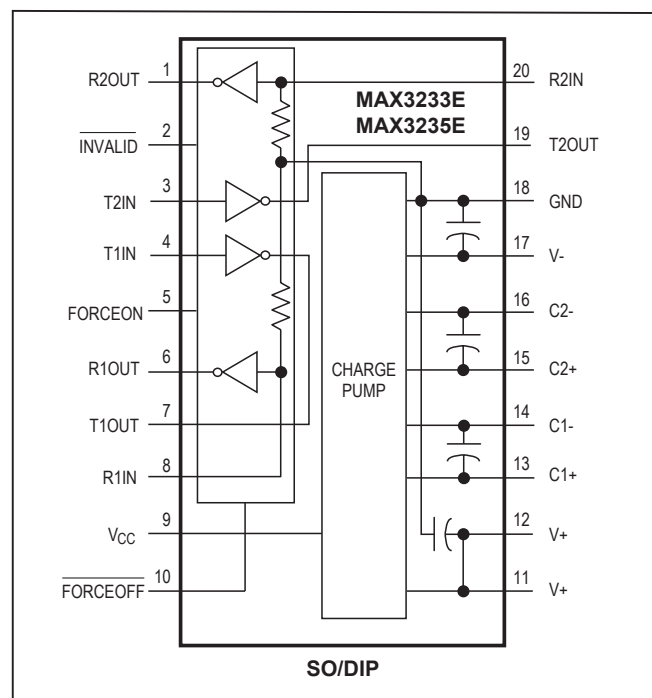 R2OUT 1
INVALID 2
T2IN 3
T1IN 4
FORCEON 5
R1OUT 6
T1OUT 7
R1IN 8
VCC 9
FORCEOFF 10
MAX3233E
MAX3235E
CHARGE
PUMP
20 R2IN
19 T2OUT
18 GND
17 V-
16 C2-
15 C2+
14 C1-
13 C1+
12 V+
11 V+
SO/DIP